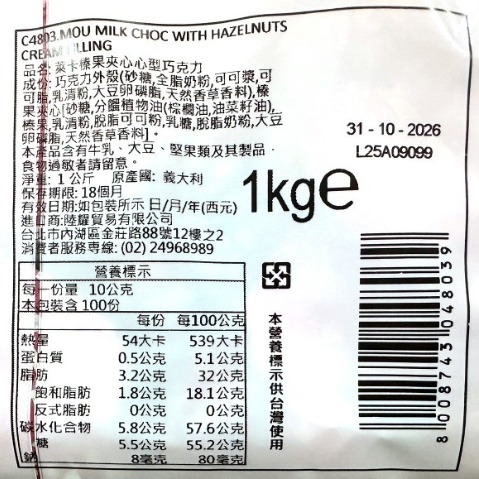 C4803.MOU MILK CHOC WITH HAZELNUTS
CREAM FILLING
品名: 萊卡榛果夾心心型巧克力
成份: 巧克力外殼(砂糖,全脂奶粉,可可漿,可
可脂,乳清粉,大豆卵磷脂,天然香草香料),榛
果夾心[砂糖,分餾植物油(棕櫚油,油菜籽油),
榛果,乳清粉,脫脂可可粉,乳糖,脫脂奶粉,大豆
卵磷脂,天然香草香料]。
本產品含有牛乳、大豆、堅果類及其製品，
食物過敏者請留意。
淨重: 1 公斤 原產國: 義大利
保存期限: 18個月
有效日期:如包裝所示 日/月/年(西元)
進口商:陸耀貿易有限公司
台北市內湖區金莊路88號12樓之2
消費者服務専線: (02) 24968989
31 - 10 - 2026
L25A09099
1kg℮
營養標示
每一份量 10公克
本包裝含 100份
每份 每100公克
熱量 54大卡 539大卡
蛋白質 0.5公克 5.1公克
脂肪 3.2公克 32公克
飽和脂肪 1.8公克 18.1公克
反式脂肪 0公克 0公克
碳水化合物 5.8公克 57.6公克
糖 5.5公克 55.2公克
鈉 8毫克 80毫克
本營養標示供台灣使用
8 008743 048039